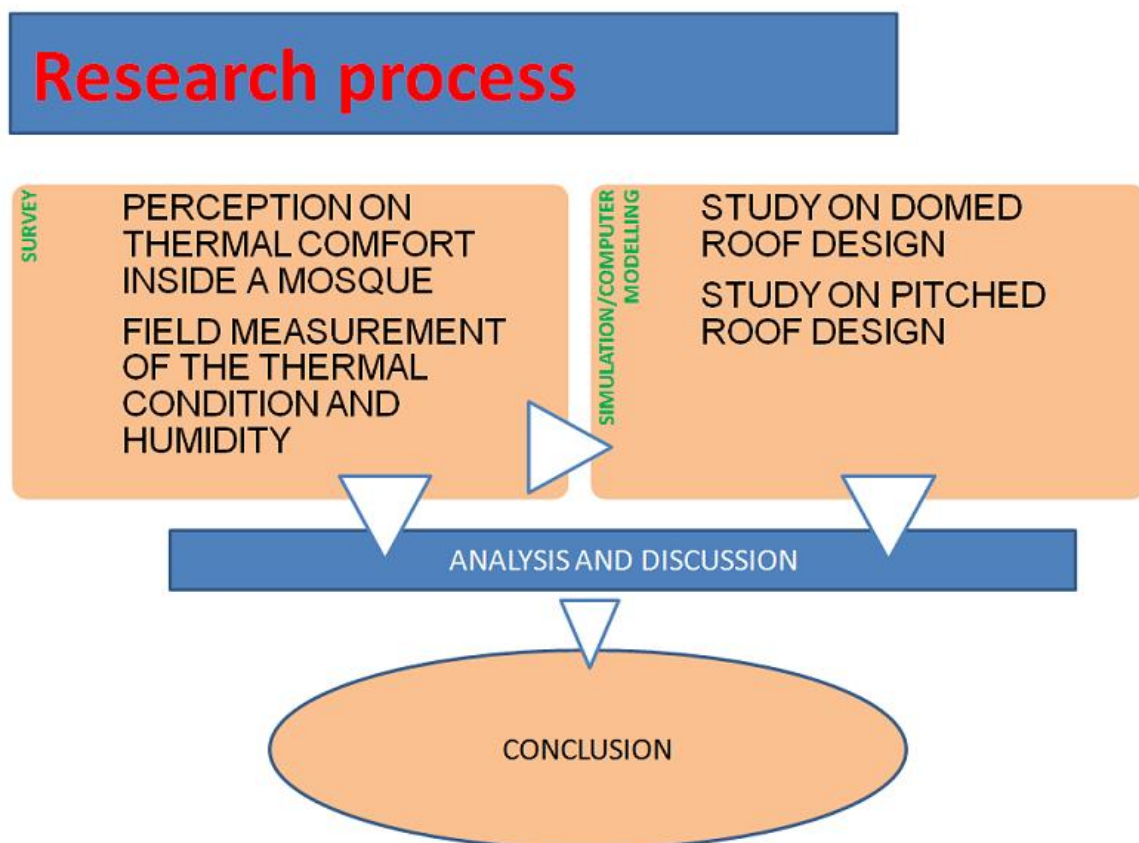 Research process
SURVEY
PERCEPTION ON
THERMAL COMFORT
INSIDE A MOSQUE
FIELD MEASUREMENT
OF THE THERMAL
CONDITION AND
HUMIDITY
SIMULATION/COMPUTER
MODELLING
STUDY ON DOMED
ROOF DESIGN
STUDY ON PITCHED
ROOF DESIGN
ANALYSIS AND DISCUSSION
CONCLUSION